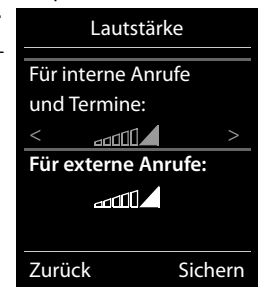 Lautstärke
Für interne Anrufe
und Termine:
< >
Für externe Anrufe:
Zurück Sichern